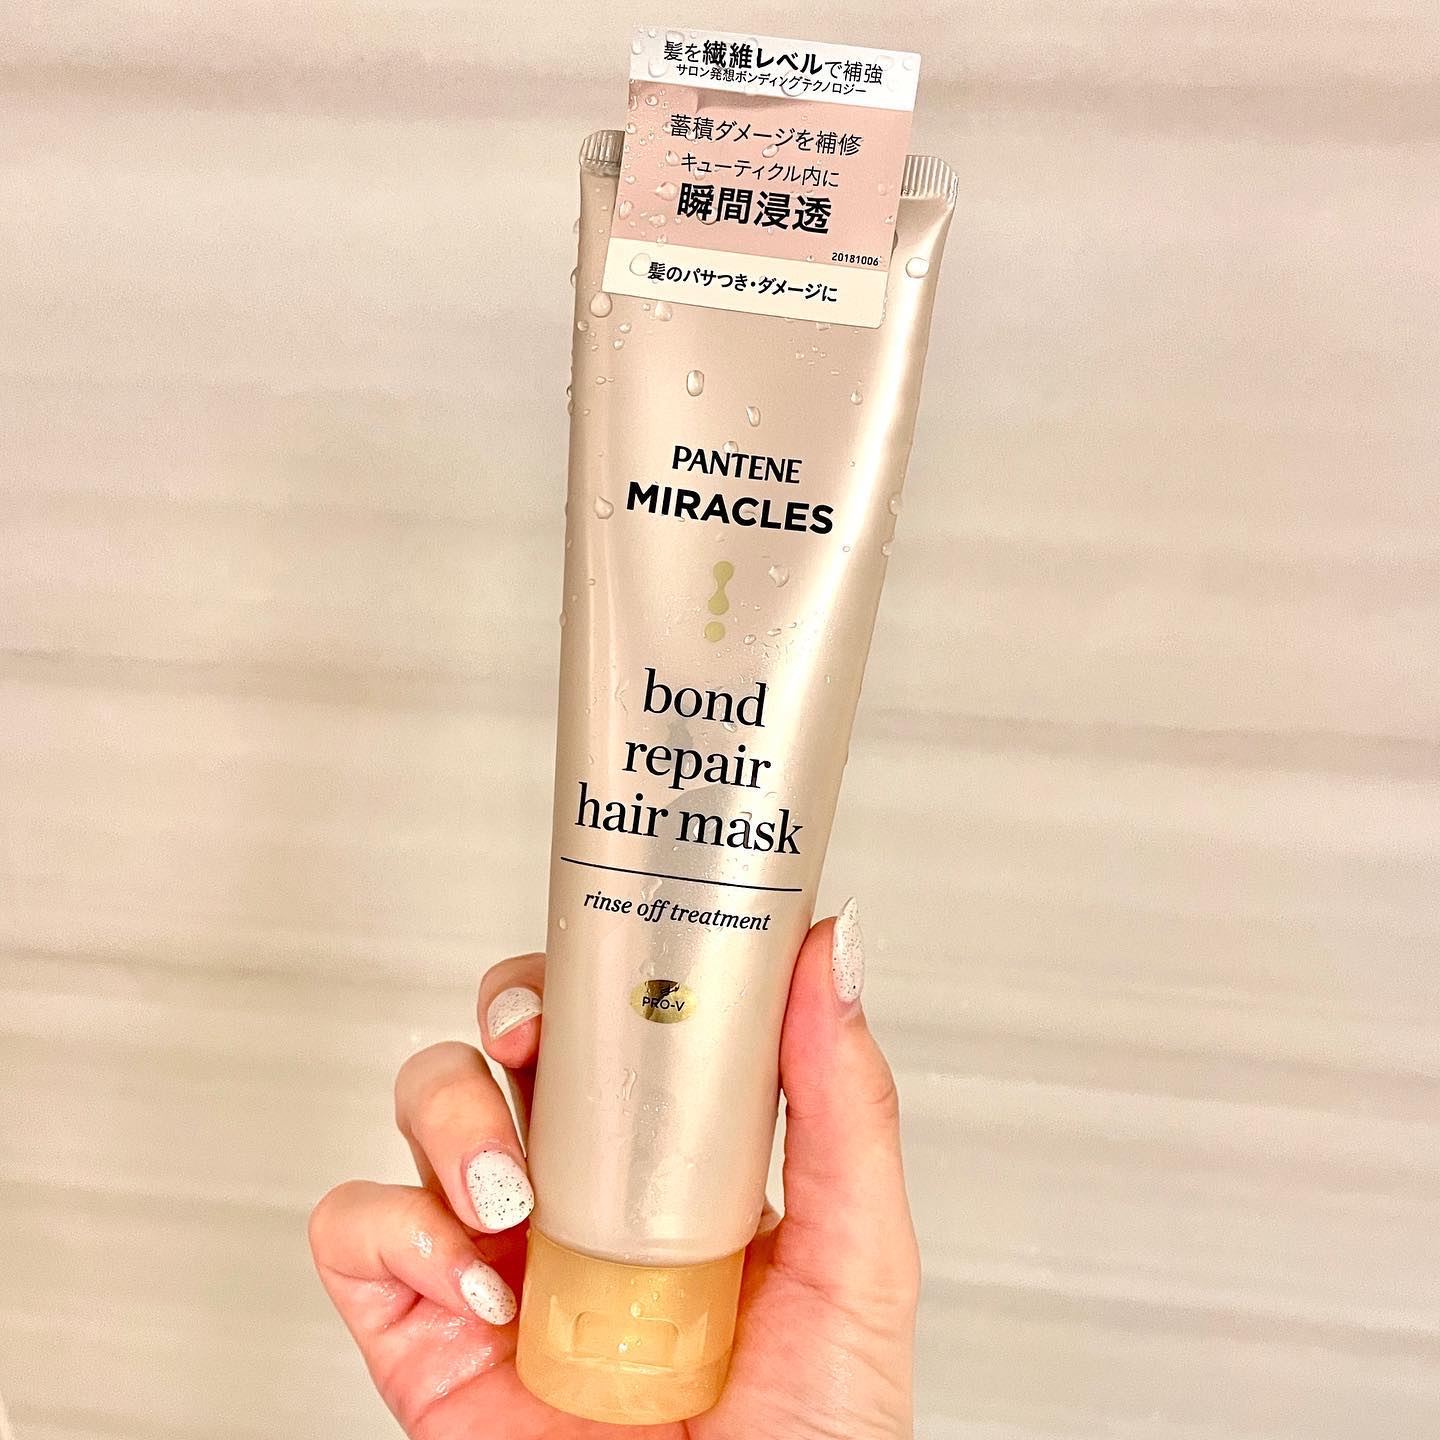 髪を繊維レベルで補強
サロン発想ボンディングテクノロジー
蓄積ダメージを補修
キューティクル内に
瞬間浸透
20181006
髪のパサつき・ダメージに
PANTENE
MIRACLES
bond
repair
hair mask
rinse off treatment
PRO-V